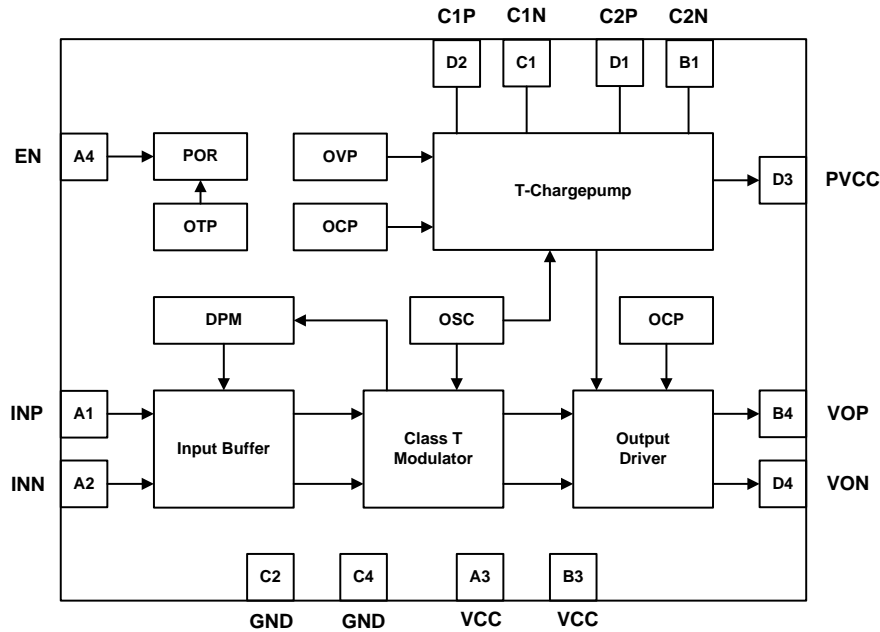 C1P C1N C2P C2N
D2 C1 D1 B1
EN A4 POR OVP T-Chargepump D3 PVCC
OTP OCP
DPM OSC OCP
INP A1 Input Buffer Class T Modulator Output Driver B4 VOP
INN A2 D4 VON
C2 C4 A3 B3
GND GND VCC VCC